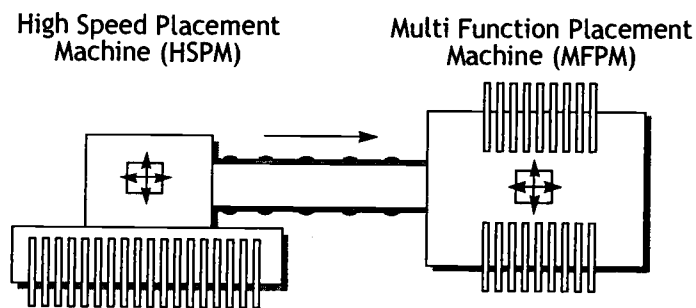 High Speed Placement
Machine (HSPM)
Multi Function Placement
Machine (MFPM)